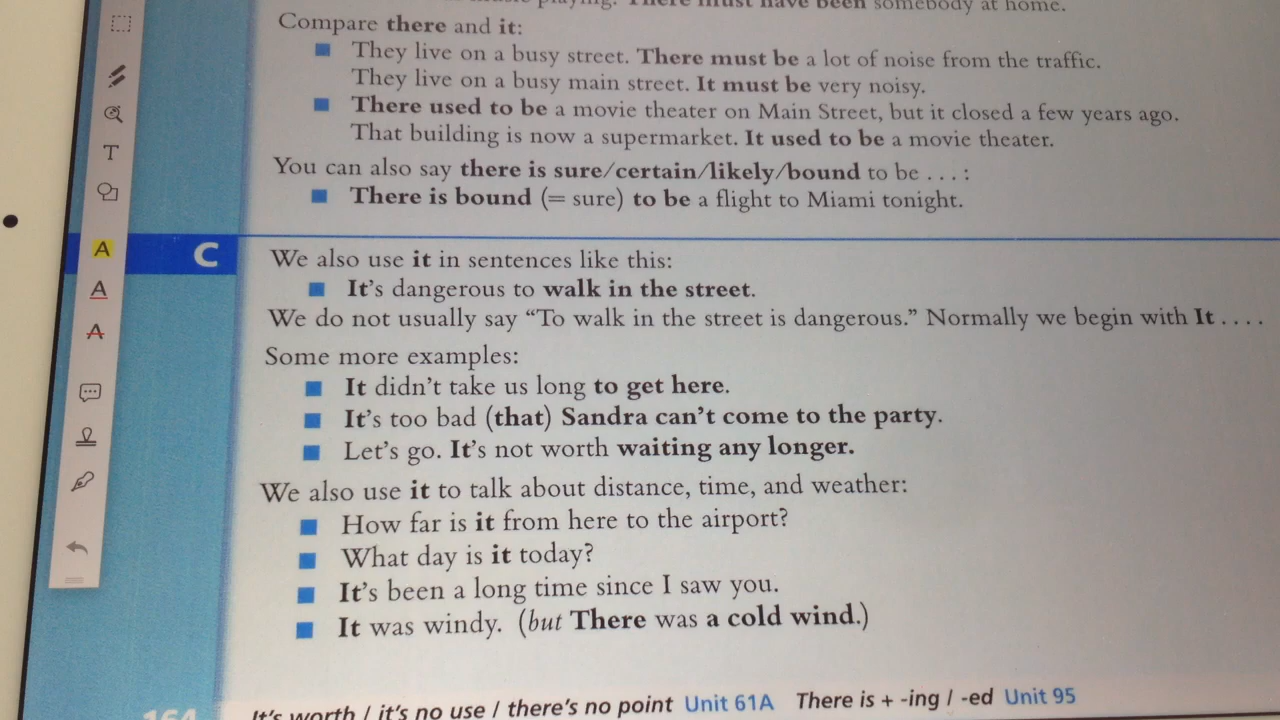 playing. There must have been somebody at home.
Compare there and it:
They live on a busy street. There must be a lot of noise from the traffic.
They live on a busy main street. It must be very noisy.
There used to be a movie theater on Main Street, but it closed a few years ago.
That building is now a supermarket. It used to be a movie theater.
You can also say there is sure/certain/likely/bound to be . . . :
There is bound (= sure) to be a flight to Miami tonight.
C
We also use it in sentences like this:
It's dangerous to walk in the street.
We do not usually say “To walk in the street is dangerous.” Normally we begin with It . . . .
Some more examples:
It didn't take us long to get here.
It's too bad (that) Sandra can't come to the party.
Let's go. It's not worth waiting any longer.
We also use it to talk about distance, time, and weather:
How far is it from here to the airport?
What day is it today?
It's been a long time since I saw you.
It was windy. (but There was a cold wind.)
164 It's worth / it's no use / there's no point Unit 61A There is + -ing / -ed Unit 95
T
A
A
A